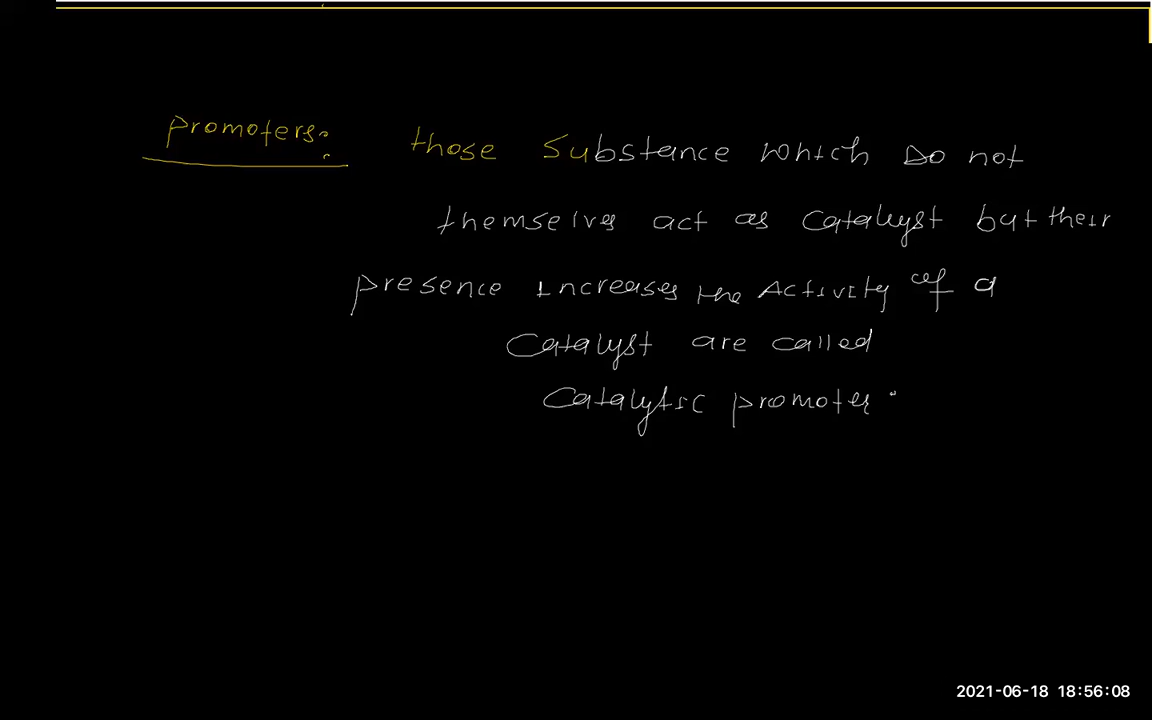 Promoters:
those substance which Do not
themselves act as Catalyst but their
presence increases the Activity of a
Catalyst are called
Catalytic promoter.
2021-06-18 18:56:08